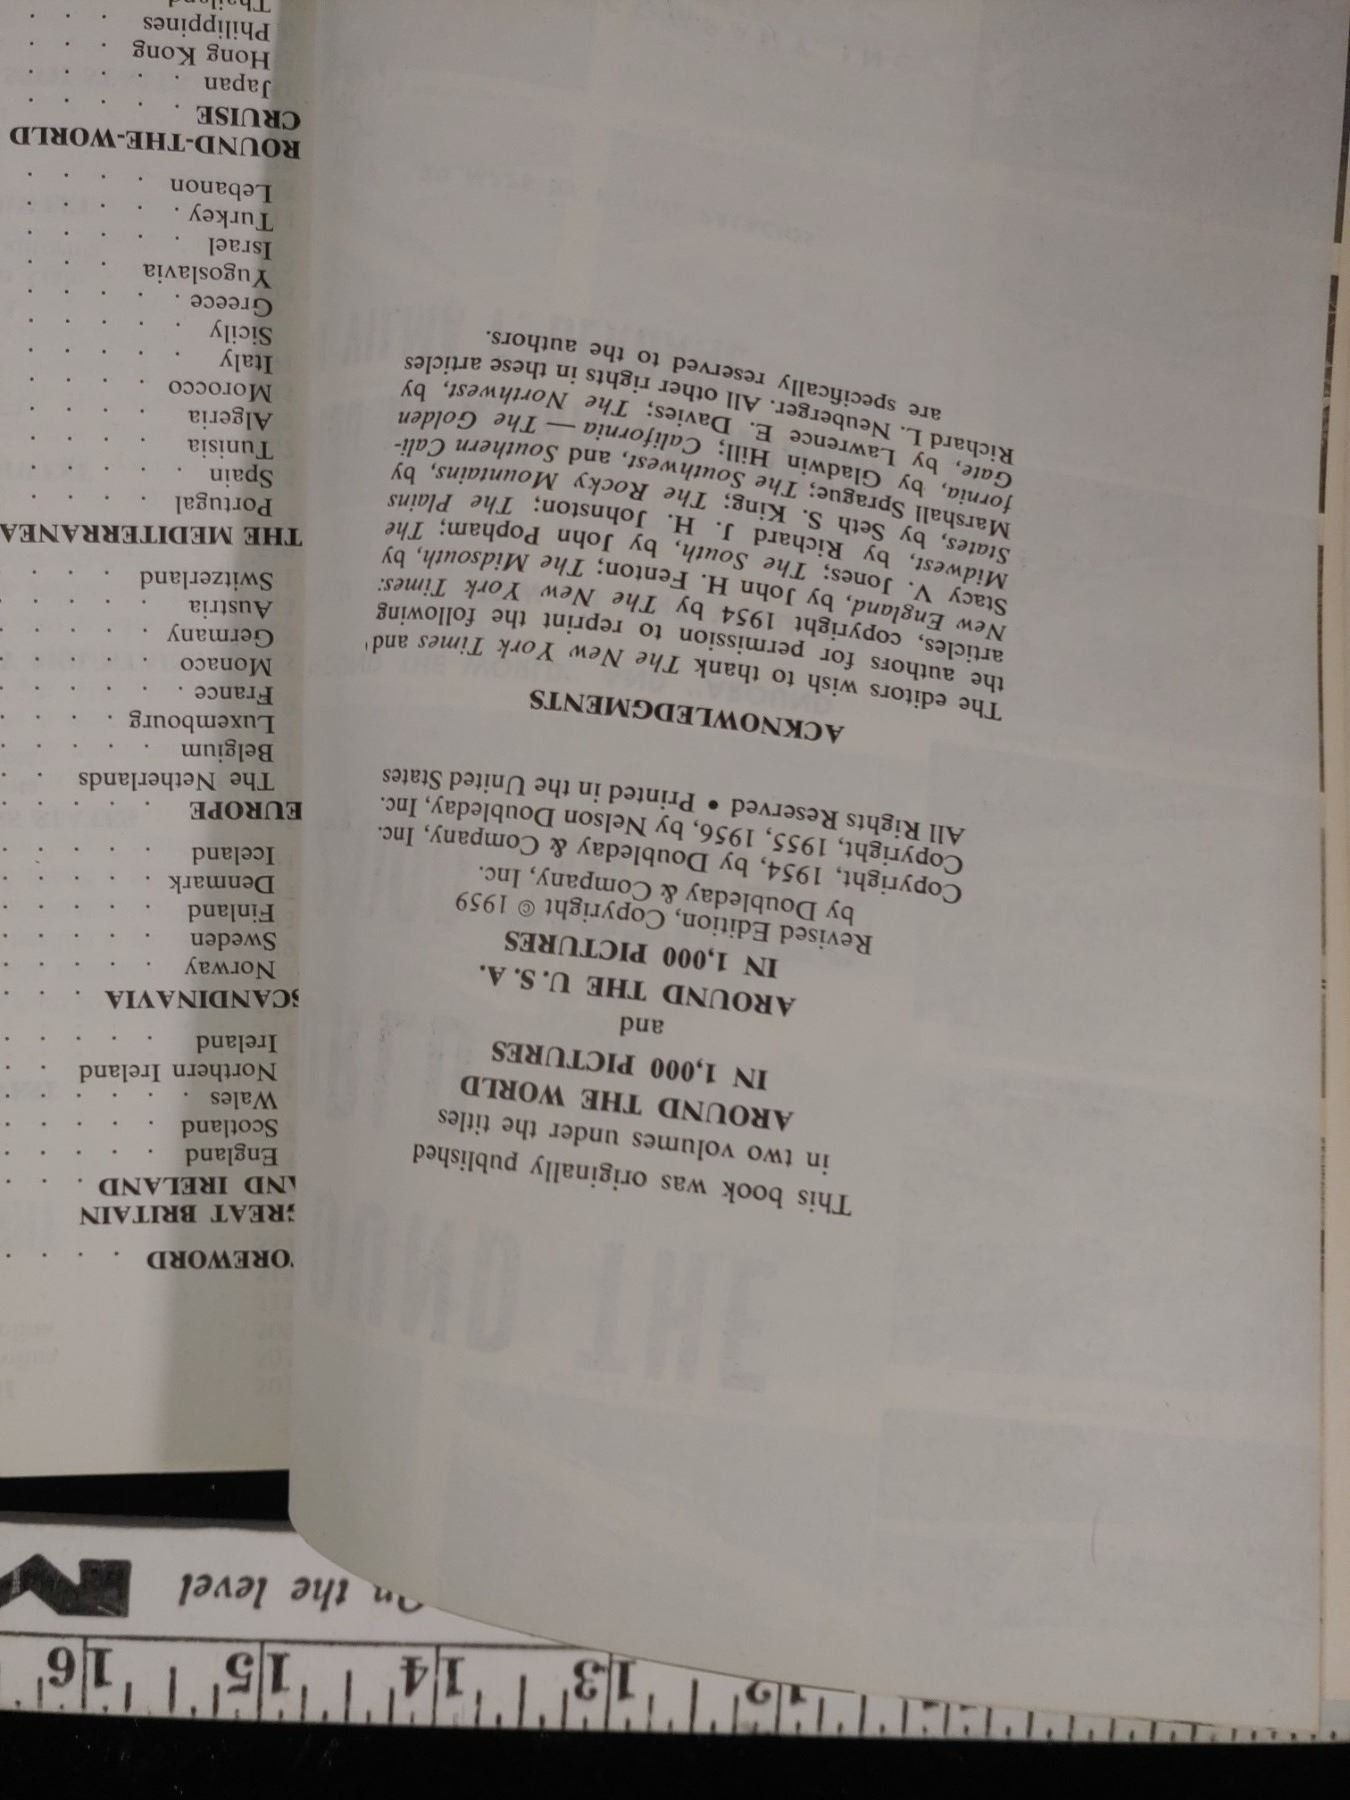 This book was originally published
in two volumes under the titles
AROUND THE WORLD
IN 1,000 PICTURES
and
AROUND THE U. S. A.
IN 1,000 PICTURES
Revised Edition, Copyright © 1959
by Doubleday & Company, Inc.
Copyright, 1954, by Doubleday & Company, Inc.
Copyright, 1955, 1956, by Nelson Doubleday, Inc.
All Rights Reserved • Printed in the United States
ACKNOWLEDGMENTS
The editors wish to thank The New York Times and
the authors for permission to reprint the following
articles, copyright 1954 by The New York Times:
New England, by John H. Fenton; The Midsouth, by
Stacy V. Jones; The South, by John Popham; The
Midwest, by Richard J. H. Johnston; The Plains
States, by Seth S. King; The Rocky Mountains, by
Marshall Sprague; The Southwest, and Southern Cali-
fornia, by Gladwin Hill; California — The Golden
Gate, by Lawrence E. Davies; The Northwest, by
Richard L. Neuberger. All other rights in these articles
are specifically reserved to the authors.
OREWORD . . . .
REAT BRITAIN
AND IRELAND . . .
England . . . . .
Scotland . . . . .
Wales . . . . . .
Northern Ireland . .
Ireland . . . . .
SCANDINAVIA . . .
Norway . . . . .
Sweden . . . . .
Finland . . . . .
Denmark . . . . .
Iceland . . . . .
EUROPE . . . . .
The Netherlands . .
Belgium . . . . .
Luxembourg . . . .
France . . . . . .
Monaco . . . . .
Germany . . . . .
Austria . . . . .
Switzerland . . . .
THE MEDITERRANEA
Portugal . . . .
Spain . . . . .
Tunisia . . . . .
Algeria . . . . .
Morocco . . . .
Italy . . . . .
Sicily . . . . .
Greece . . . . .
Yugoslavia . . .
Israel . . . . .
Turkey . . . . .
Lebanon . . . .
ROUND-THE-WORLD
CRUISE . . . . .
Japan . . . . .
Hong Kong . . .
Philippines . . .
Thailand
On the level
12 13 14 15 16